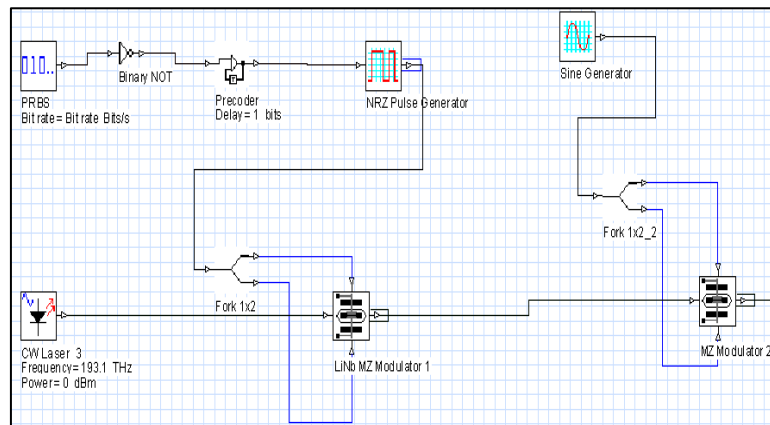 PRBS
Bit rate= Bit rate Bits/s
Binary NOT
Precoder
Delay= 1 bits
NRZ Pulse Generator
Sine Generator
Fork 1x2_2
Fork 1x2
CW Laser 3
Frequency= 193.1 THz
Power= 0 dBm
LiNb MZ Modulator 1
MZ Modulator 2